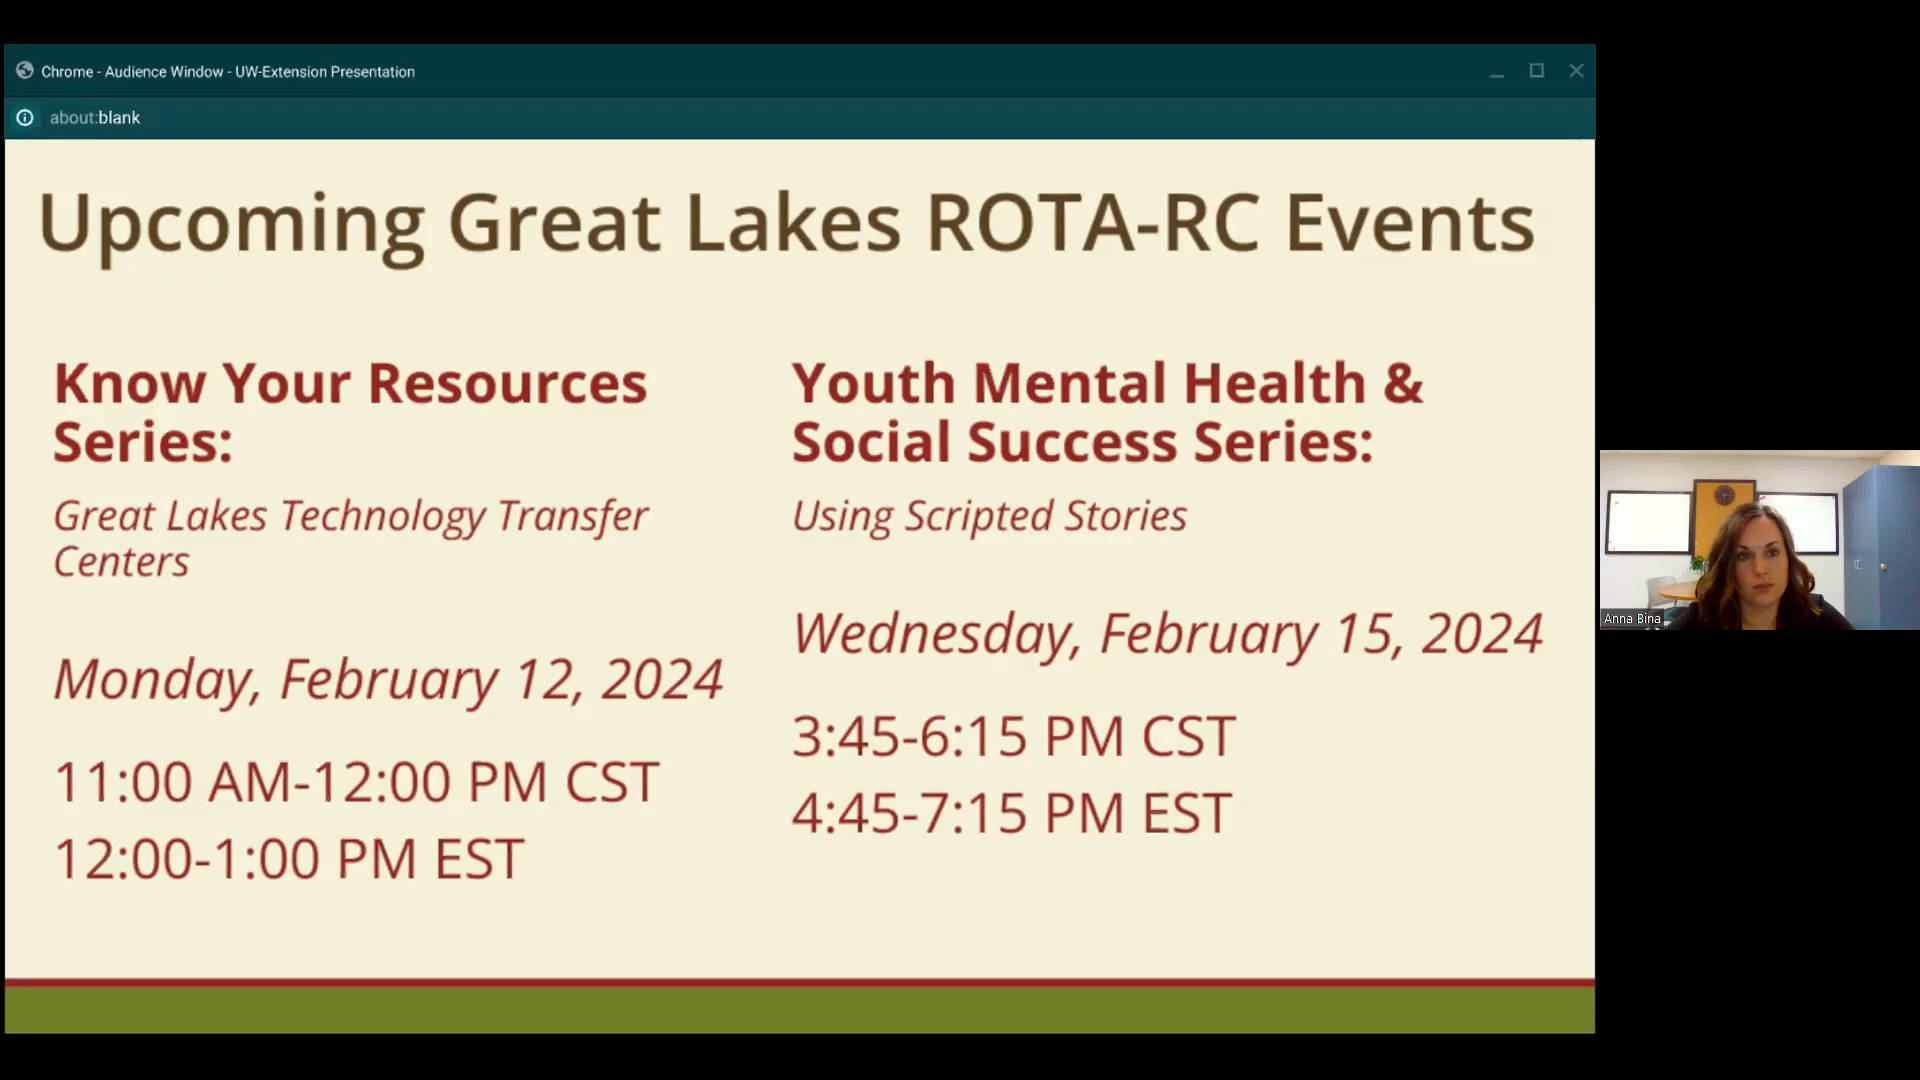 Chrome - Audience Window - UW-Extension Presentation
about:blank
Upcoming Great Lakes ROTA-RC Events
Know Your Resources
Series:
Great Lakes Technology Transfer
Centers
Monday, February 12, 2024
11:00 AM-12:00 PM CST
12:00-1:00 PM EST
Youth Mental Health &
Social Success Series:
Using Scripted Stories
Wednesday, February 15, 2024
3:45-6:15 PM CST
4:45-7:15 PM EST
Anna Bina